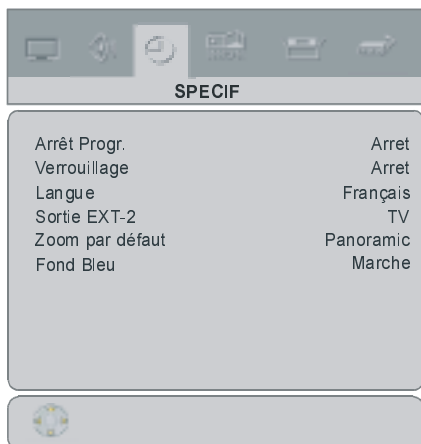 SPECIF
Arrêt Progr. Arret
Verrouillage Arret
Langue Français
Sortie EXT-2 TV
Zoom par défaut Panoramic
Fond Bleu Marche